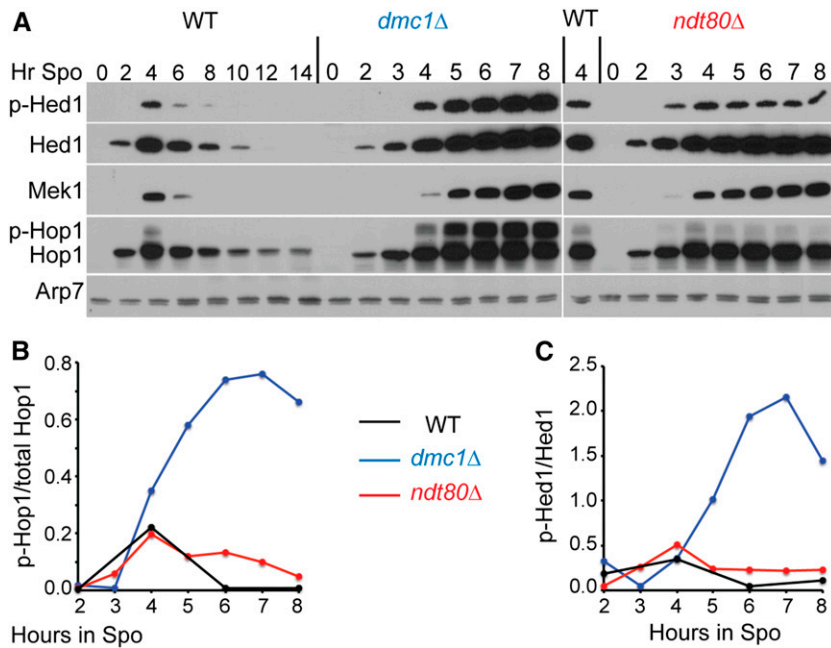 A
WT
dmc1Δ
WT
ndt80Δ
Hr Spo
0 2 4 6 8 10 12 14 0 2 3 4 5 6 7 8 4 0 2 3 4 5 6 7 8
p-Hed1
Hed1
Mek1
p-Hop1
Hop1
Arp7
B
p-Hop1/total Hop1
0.8
0.6
0.4
0.2
0.0
2 3 4 5 6 7 8
Hours in Spo
WT
dmc1Δ
ndt80Δ
C
p-Hed1/Hed1
2.5
2.0
1.5
1.0
0.5
0.0
2 3 4 5 6 7 8
Hours in Spo